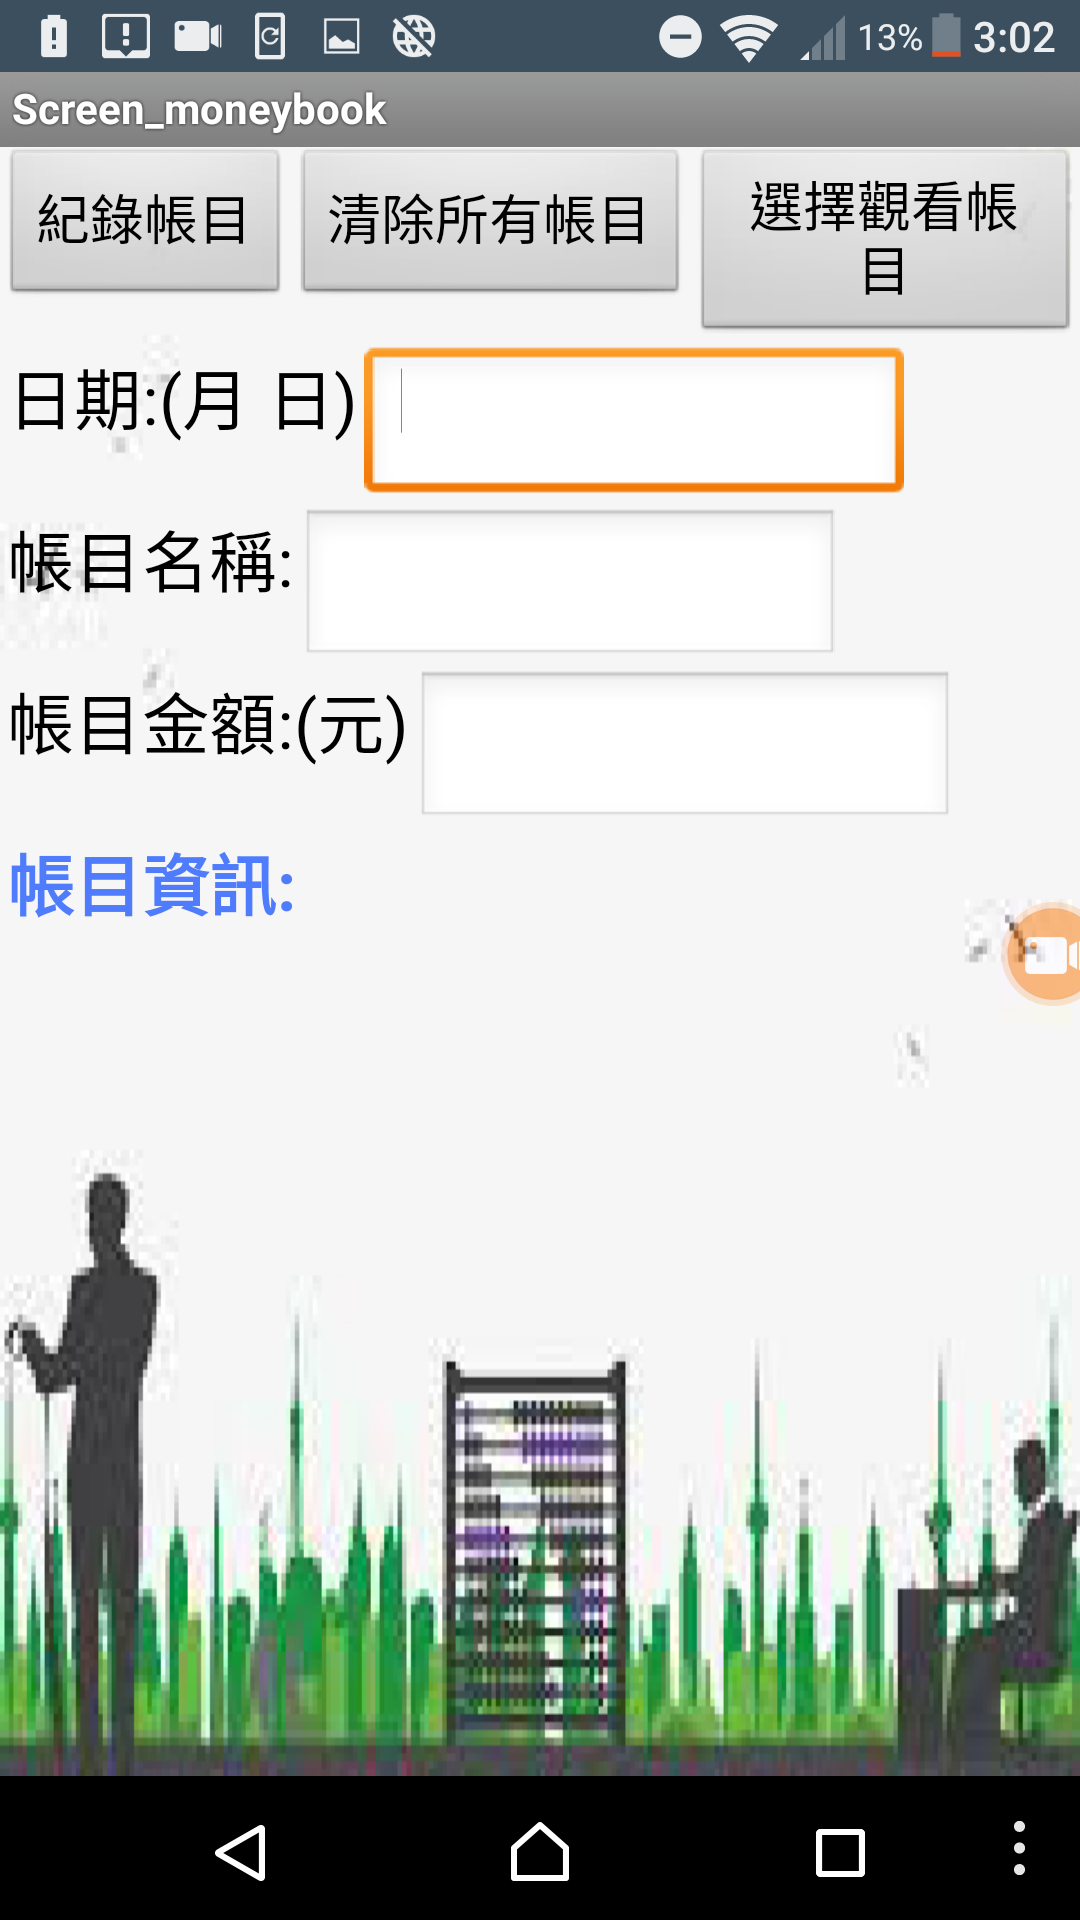 13% 3:02
Screen_moneybook
紀錄帳目 清除所有帳目 選擇觀看帳
目
日期:(月 日)
帳目名稱:
帳目金額:(元)
帳目資訊: